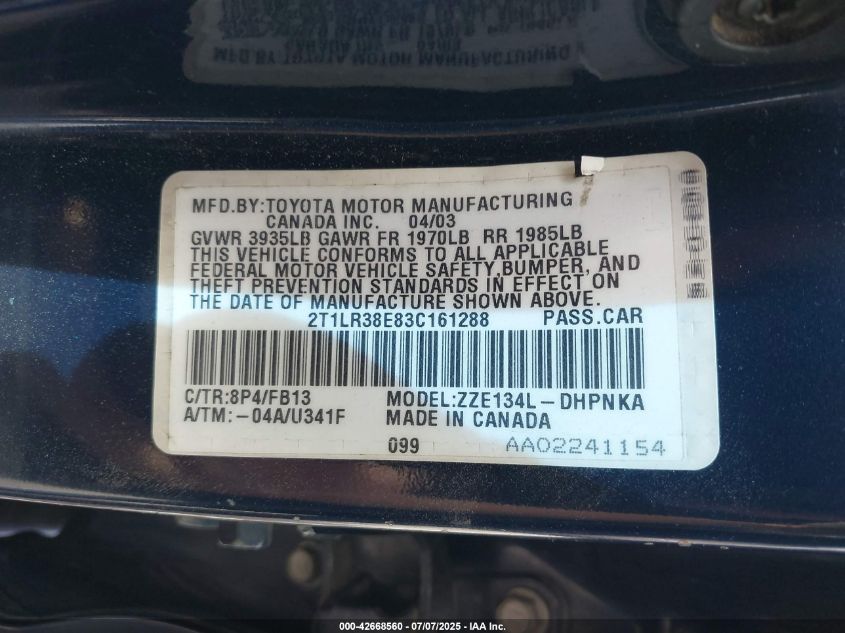 MFD.BY:TOYOTA MOTOR MANUFACTURING
CANADA INC. 04/03
GVWR 3935LB GAWR FR 1970LB RR 1985LB
THIS VEHICLE CONFORMS TO ALL APPLICABLE
FEDERAL MOTOR VEHICLE SAFETY,BUMPER, AND
THEFT PREVENTION STANDARDS IN EFFECT ON
THE DATE OF MANUFACTURE SHOWN ABOVE.
2T1LR38E83C161288 PASS.CAR
C/TR:8P4/FB13 MODEL:ZZE134L-DHPNKA
A/TM:-04A/U341F MADE IN CANADA
099 AA02241154
000-42668560 - 07/07/2025 - IAA Inc.